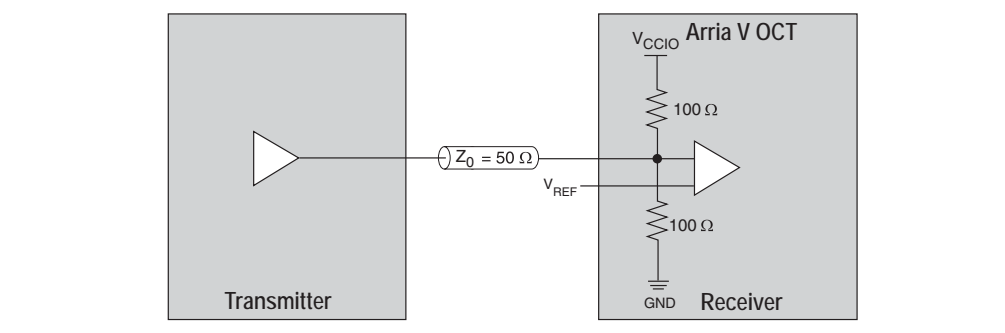 Arria V OCT
VCCIO
100 Ω
Z0 = 50 Ω
VREF
100 Ω
GND
Transmitter
Receiver